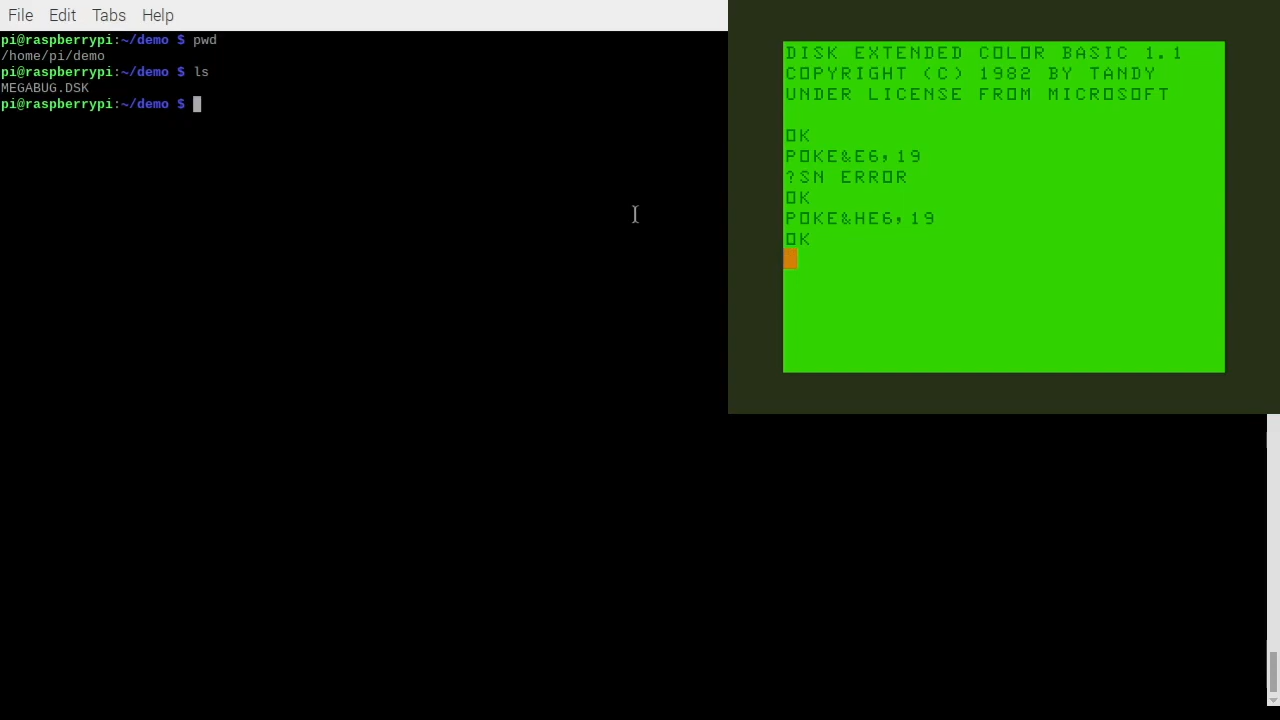 File Edit Tabs Help
pi@raspberrypi:~/demo $ pwd
/home/pi/demo
pi@raspberrypi:~/demo $ ls
MEGABUG.DSK
pi@raspberrypi:~/demo $
DISK EXTENDED COLOR BASIC 1.1
COPYRIGHT (C) 1982 BY TANDY
UNDER LICENSE FROM MICROSOFT
OK
POKE&E6,19
?SN ERROR
OK
POKE&HE6,19
OK